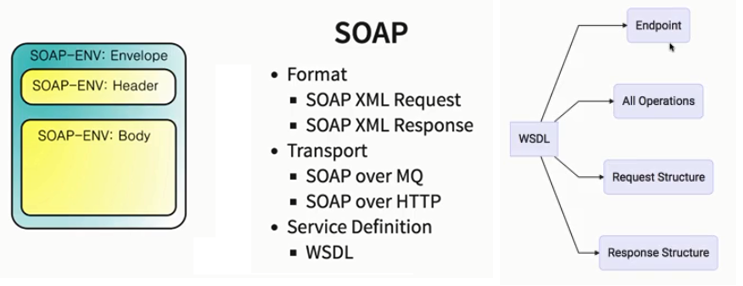 SOAP-ENV: Envelope
SOAP-ENV: Header
SOAP-ENV: Body
SOAP
• Format
▪ SOAP XML Request
▪ SOAP XML Response
• Transport
▪ SOAP over MQ
▪ SOAP over HTTP
• Service Definition
▪ WSDL
WSDL
Endpoint
All Operations
Request Structure
Response Structure